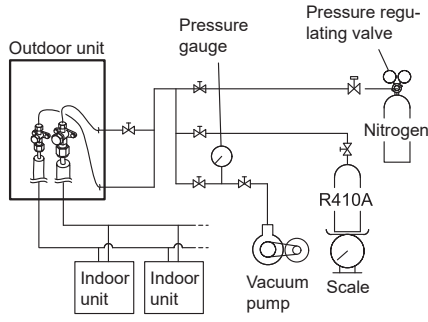 Pressure regu-
lating valve
Pressure
gauge
Outdoor unit
Nitrogen
R410A
Indoor
unit
Indoor
unit
Vacuum
pump
Scale